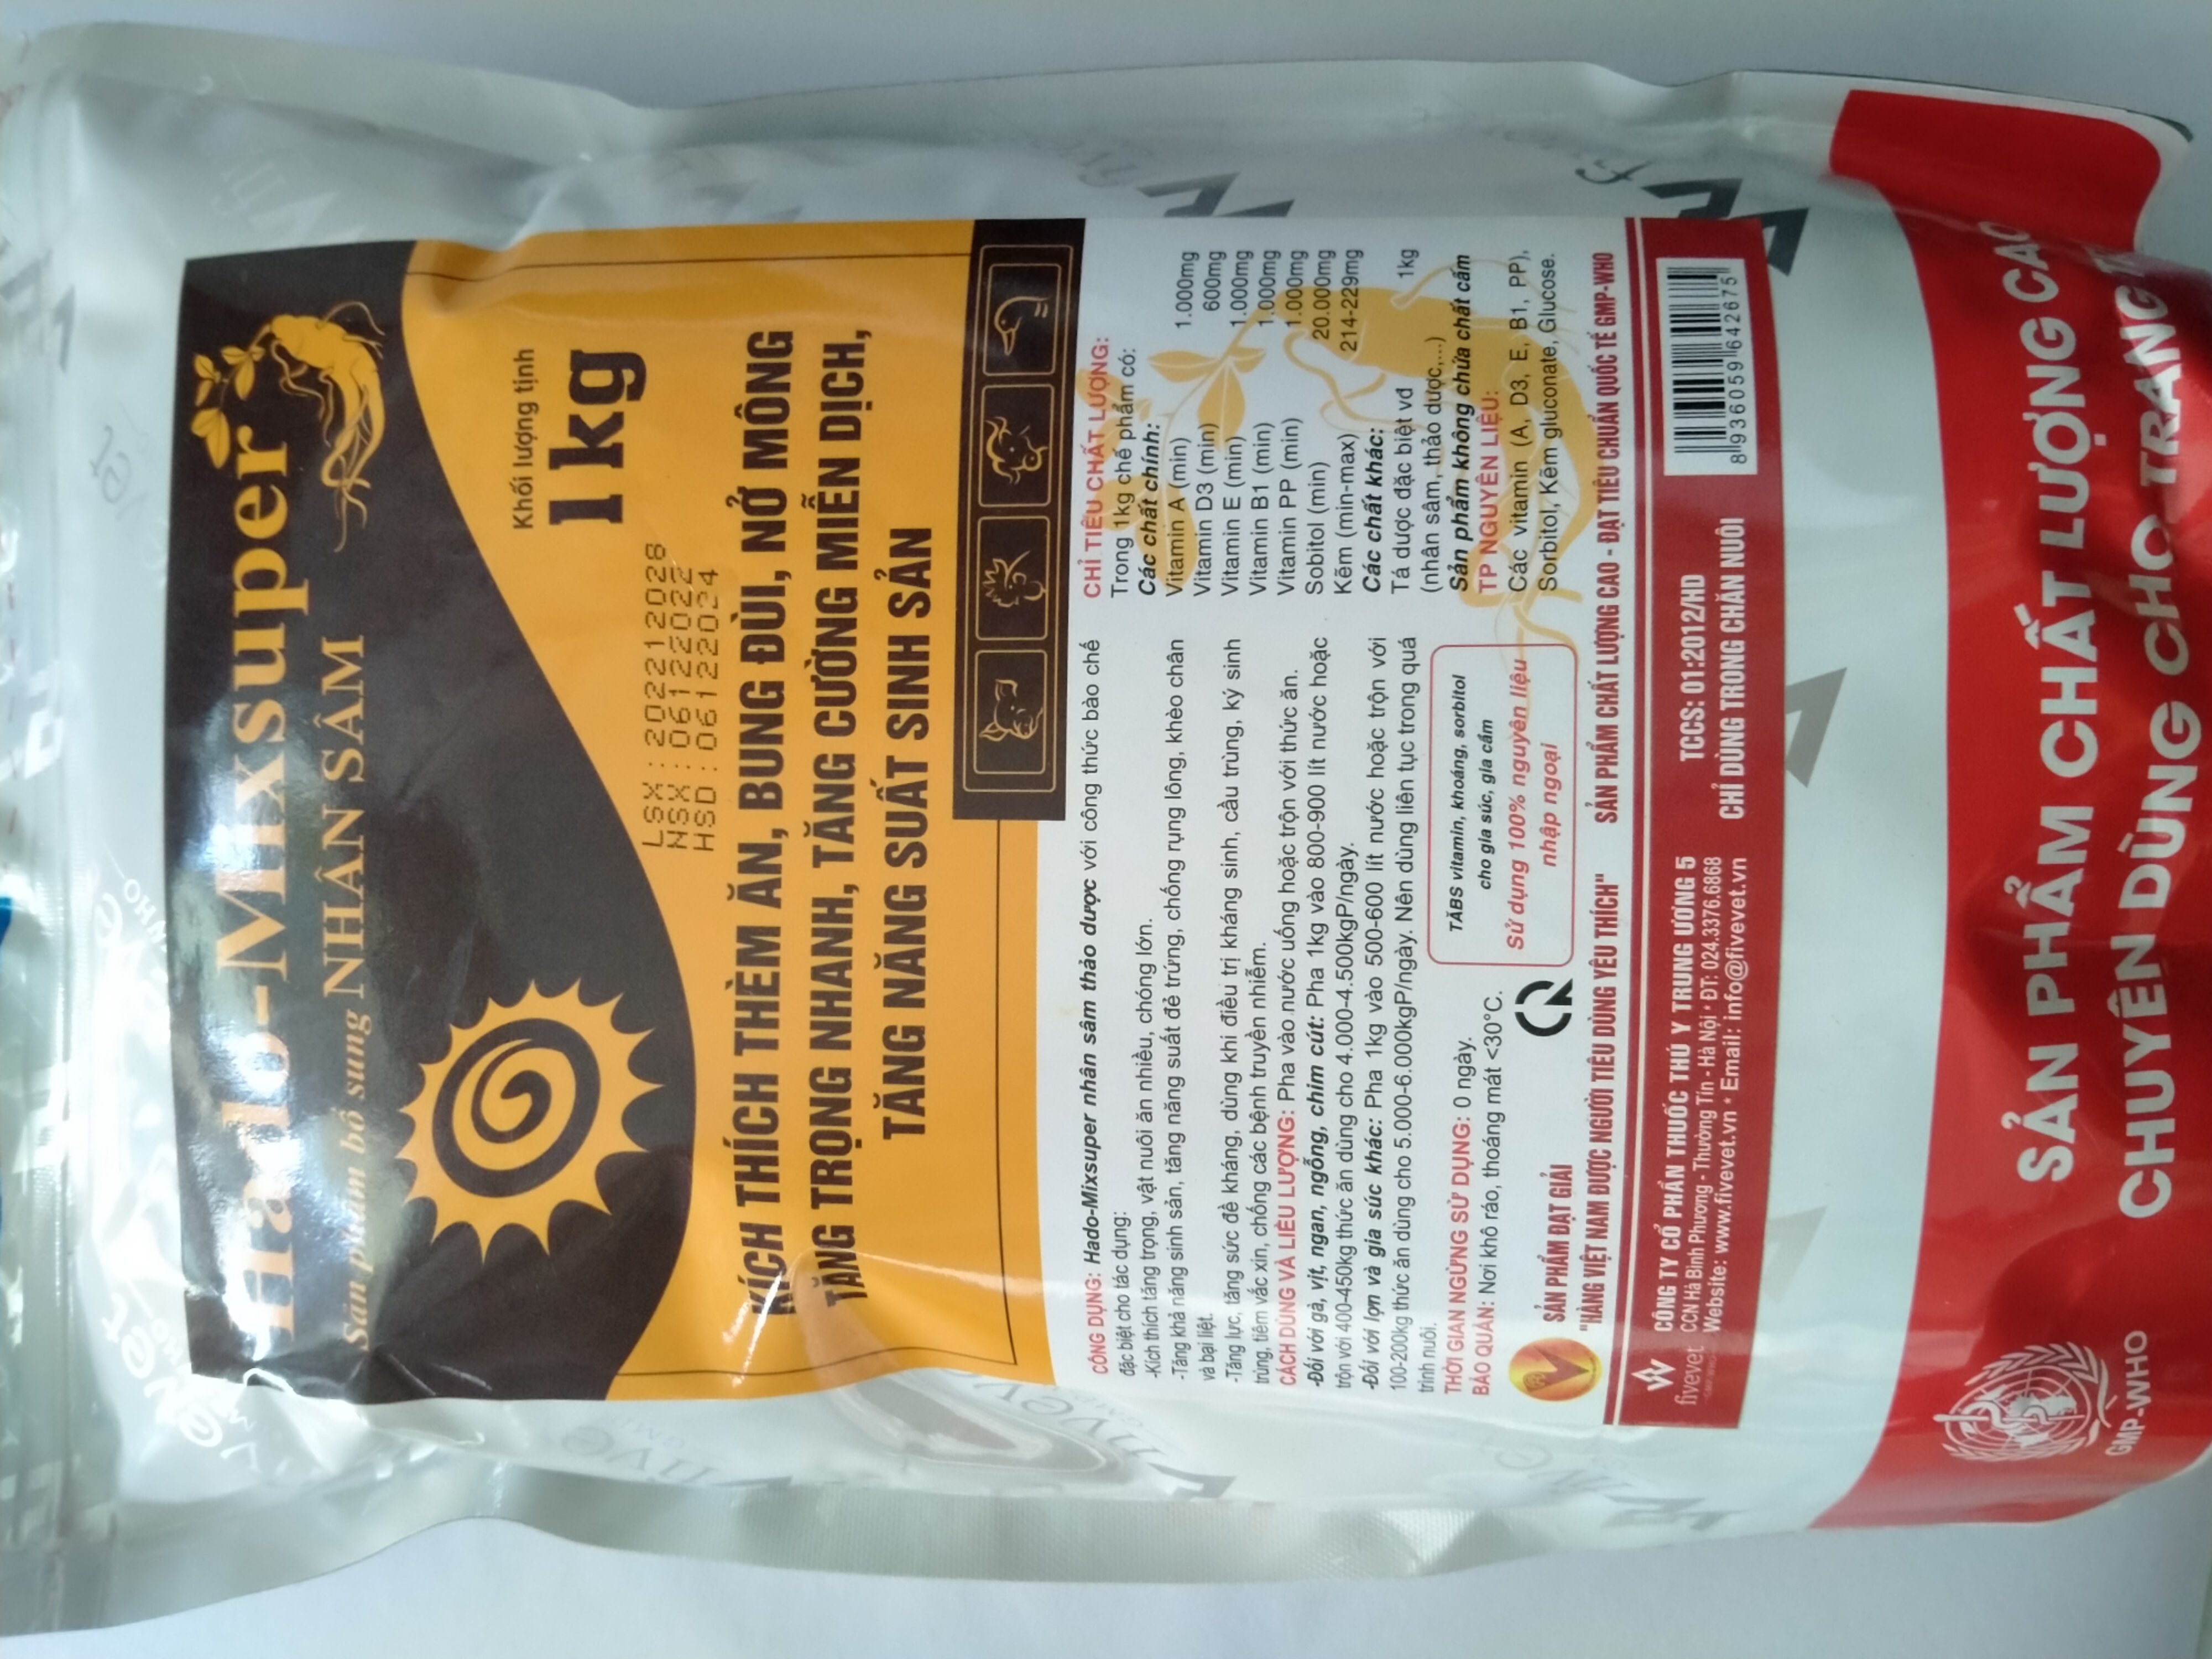 Hado-Mixsuper
Sản phẩm bổ sung NHÂN SÂM
Khối lượng tịnh
1kg
LSX : 202212028
NSX : 06122022
HSD : 06122024
KÍCH THÍCH THÈM ĂN, BUNG ĐÙI, NỞ MÔNG
TĂNG TRỌNG NHANH, TĂNG CƯỜNG MIỄN DỊCH,
TĂNG NĂNG SUẤT SINH SẢN
CÔNG DỤNG: Hado-Mixsuper nhân sâm thảo dược với công thức bào chế
đặc biệt cho tác dụng:
-Kích thích tăng trọng, vật nuôi ăn nhiều, chóng lớn.
-Tăng khả năng sinh sản, tăng năng suất đẻ trứng, chống rụng lông, khèo chân
và bại liệt.
-Tăng lực, tăng sức đề kháng, dùng khi điều trị kháng sinh, cầu trùng, ký sinh
trùng, tiêm vắc xin, chống các bệnh truyền nhiễm.
CÁCH DÙNG VÀ LIỀU LƯỢNG: Pha vào nước uống hoặc trộn với thức ăn.
-Đối với gà, vịt, ngan, ngỗng, chim cút: Pha 1kg vào 800-900 lít nước hoặc
trộn với 400-450kg thức ăn dùng cho 4.000-4.500kgP/ngày.
-Đối với lợn và gia súc khác: Pha 1kg vào 500-600 lít nước hoặc trộn với
100-200kg thức ăn dùng cho 5.000-6.000kgP/ngày. Nên dùng liên tục trong quá
trình nuôi.
THỜI GIAN NGỪNG SỬ DỤNG: 0 ngày.
BẢO QUẢN: Nơi khô ráo, thoáng mát <30°C.
TĂBS vitamin, khoáng, sorbitol
cho gia súc, gia cầm
Sử dụng 100% nguyên liệu
nhập ngoại
CHỈ TIÊU CHẤT LƯỢNG:
Trong 1kg chế phẩm có:
Các chất chính:
Vitamin A (min) 1.000mg
Vitamin D3 (min) 600mg
Vitamin E (min) 1.000mg
Vitamin B1 (min) 1.000mg
Vitamin PP (min) 1.000mg
Sobitol (min) 20.000mg
Kẽm (min-max) 214-229mg
Các chất khác:
Tá dược đặc biệt vđ 1kg
(nhân sâm, thảo dược,...)
Sản phẩm không chứa chất cấm
TP NGUYÊN LIỆU:
Các vitamin (A, D3, E, B1, PP),
Sorbitol, Kẽm gluconate, Glucose.
SẢN PHẨM ĐẠT GIẢI
"HÀNG VIỆT NAM ĐƯỢC NGƯỜI TIÊU DÙNG YÊU THÍCH"
SẢN PHẨM CHẤT LƯỢNG CAO - ĐẠT TIÊU CHUẨN QUỐC TẾ GMP-WHO
fivevet
CÔNG TY CỔ PHẦN THUỐC THÚ Y TRUNG ƯƠNG 5
CCN Hà Bình Phương - Thường Tín - Hà Nội • ĐT: 024.3376.6868
Website: www.fivevet.vn • Email: info@fivevet.vn
TCCS: 01:2012/HD
CHỈ DÙNG TRONG CHĂN NUÔI
8 936059 642675
GMP-WHO
SẢN PHẨM CHẤT LƯỢNG CAO
CHUYÊN DÙNG CHO TRANG